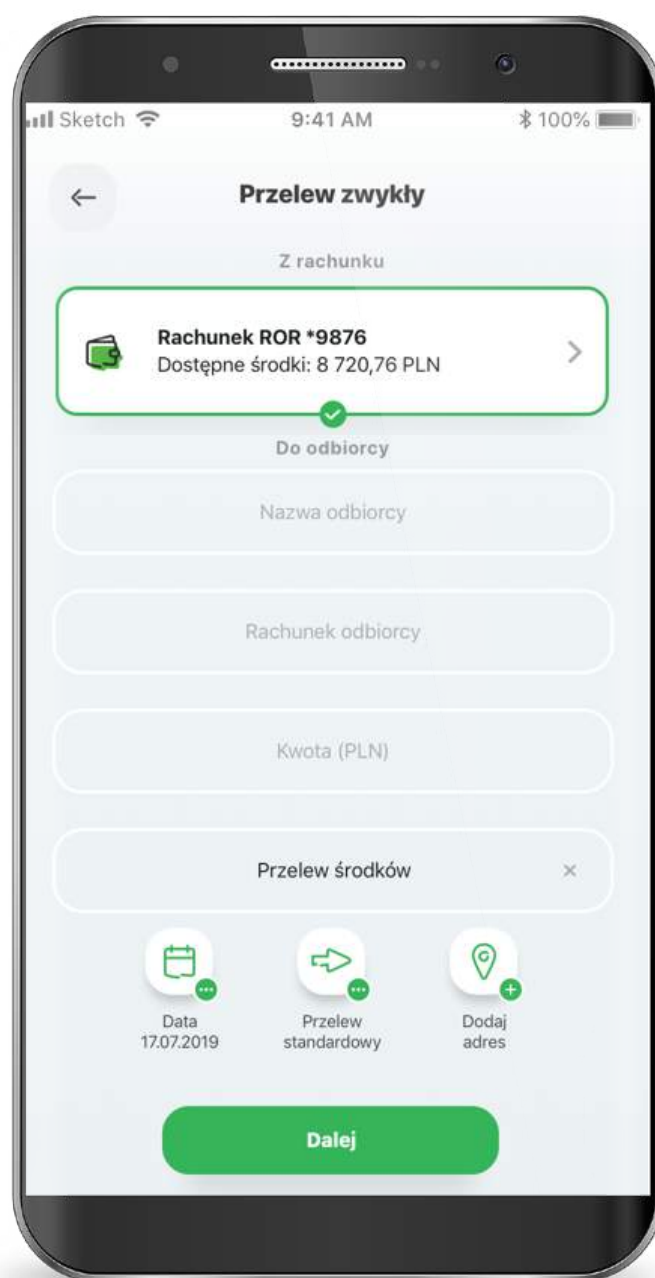 Sketch 9:41 AM 100%
Przelew zwykły
Z rachunku
Rachunek ROR *9876
Dostępne środki: 8 720,76 PLN
Do odbiorcy
Nazwa odbiorcy
Rachunek odbiorcy
Kwota (PLN)
Przelew środków
Data
17.07.2019
Przelew
standardowy
Dodaj
adres
Dalej